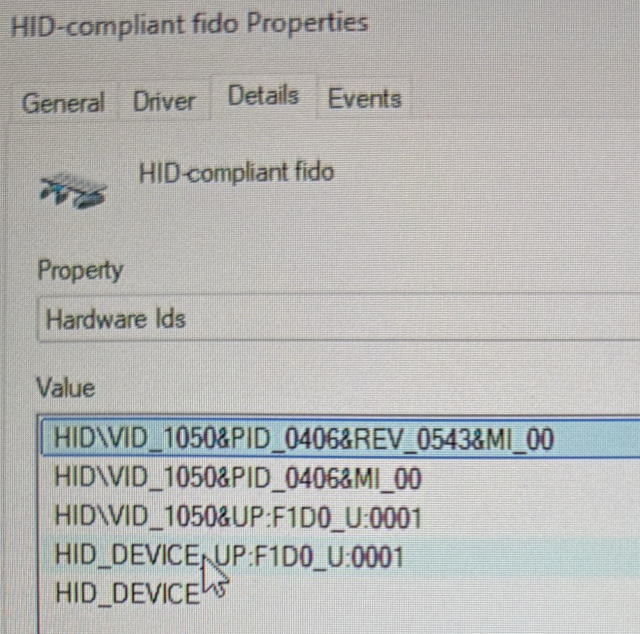 HID-compliant fido Properties
General Driver Details Events
HID-compliant fido
Property
Hardware Ids
Value
HID\VID_1050&PID_0406&REV_0543&MI_00
HID\VID_1050&PID_0406&MI_00
HID\VID_1050&UP:F1D0_U:0001
HID_DEVICE_UP:F1D0_U:0001
HID_DEVICE